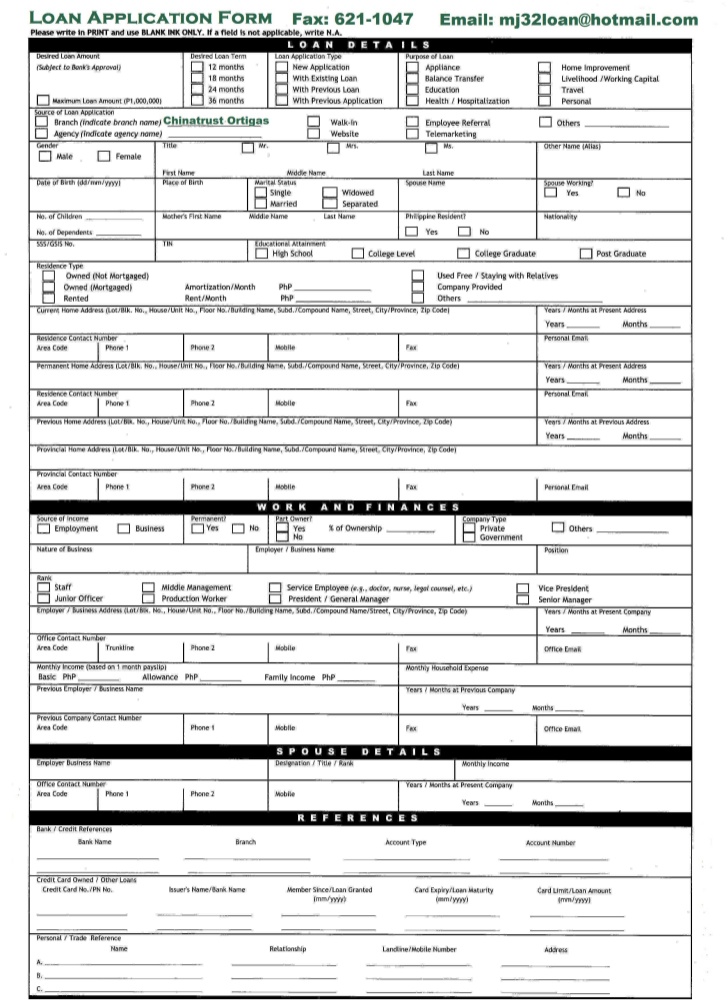 LOAN APPLICATION FORM Fax: 621-1047 Email: mj32loan@hotmail.com
Please write in PRINT and use BLANK INK ONLY. If a field is not applicable, write N.A.
LOAN DETAILS
Desired Loan Amount Desired Loan Term Loan Application Type Purpose of Loan
(Subject to Bank's Approval) 12 months New Application Appliance Home Improvement
18 months With Existing Loan Balance Transfer Livelihood /Working Capital
24 months With Previous Loan Education Travel
Maximum Loan Amount (P1,000,000) 36 months With Previous Application Health / Hospitalization Personal
Source of Loan Application
Branch (Indicate branch name) Chinatrust Ortigas Walk-In Employee Referral Others
Agency (Indicate agency name) Website Telemarketing
Gender Title Mr. Mrs. Ms. Other Name (Alias)
Male Female
First Name Middle Name Last Name
Date of Birth (dd/mm/yyyy) Place of Birth Marital Status Spouse Name Spouse Working?
Single Widowed Yes No
Married Separated
No. of Children Mother's First Name Middle Name Last Name Philippine Resident? Nationality
No. of Dependents Yes No
SSS/GSIS No. TIN Educational Attainment
High School College Level College Graduate Post Graduate
Residence Type
Owned (Not Mortgaged) Used Free / Staying with Relatives
Owned (Mortgaged) Amortization/Month PhP Company Provided
Rented Rent/Month PhP Others
Current Home Address (Lot/Blk. No., House/Unit No., Floor No./Building Name, Subd./Compound Name, Street, City/Province, Zip Code) Years / Months at Present Address
Years Months
Residence Contact Number Personal Email
Area Code Phone 1 Phone 2 Mobile Fax
Permanent Home Address (Lot/Blk. No., House/Unit No., Floor No./Building Name, Subd./Compound Name, Street, City/Province, Zip Code) Years / Months at Present Address
Years Months
Residence Contact Number Personal Email
Area Code Phone 1 Phone 2 Mobile Fax
Previous Home Address (Lot/Blk. No., House/Unit No., Floor No./Building Name, Subd./Compound Name, Street, City/Province, Zip Code) Years / Months at Previous Address
Years Months
Provincial Home Address (Lot/Blk. No., House/Unit No., Floor No./Building Name, Subd./Compound Name, Street, City/Province, Zip Code)
Provincial Contact Number
Area Code Phone 1 Phone 2 Mobile Fax Personal Email
WORK AND FINANCES
Source of Income Permanent? Part Owner? Company Type
Employment Business Yes No Yes % of Ownership Private Others
No Government
Nature of Business Employer / Business Name Position
Rank
Staff Middle Management Service Employee (e.g., doctor, nurse, legal counsel, etc.) Vice President
Junior Officer Production Worker President / General Manager Senior Manager
Employer / Business Address (Lot/Blk. No., House/Unit No., Floor No./Building Name, Subd./Compound Name/Street, City/Province, Zip Code) Years / Months at Present Company
Years Months
Office Contact Number
Area Code Trunkline Phone 2 Mobile Fax Office Email
Monthly Income (based on 1 month payslip) Monthly Household Expense
Basic PhP Allowance PhP Family Income PhP
Previous Employer / Business Name Years / Months at Previous Company
Years Months
Previous Company Contact Number
Area Code Phone 1 Mobile Fax Office Email
SPOUSE DETAILS
Employer Business Name Designation / Title / Rank Monthly Income
Office Contact Number Years / Months at Present Company
Area Code Phone 1 Phone 2 Mobile Years Months
REFERENCES
Bank / Credit References
Bank Name Branch Account Type Account Number
Credit Card Owned / Other Loans
Credit Card No./PN No. Issuer's Name/Bank Name Member Since/Loan Granted Card Expiry/Loan Maturity Card Limit/Loan Amount
(mm/yyyy) (mm/yyyy) (mm/yyyy)
Personal / Trade Reference
Name Relationship Landline/Mobile Number Address
A.
B.
C.